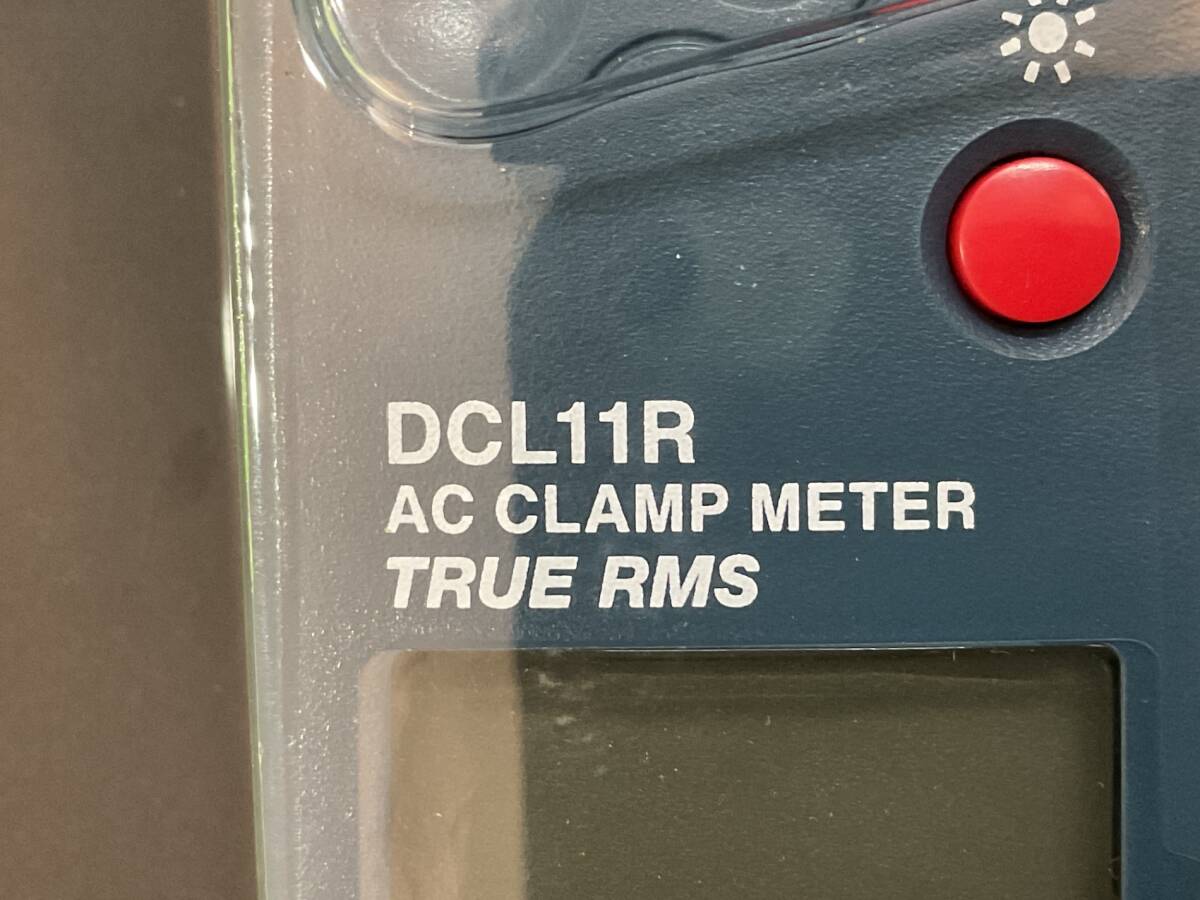 DCL11R
AC CLAMP METER
TRUE RMS